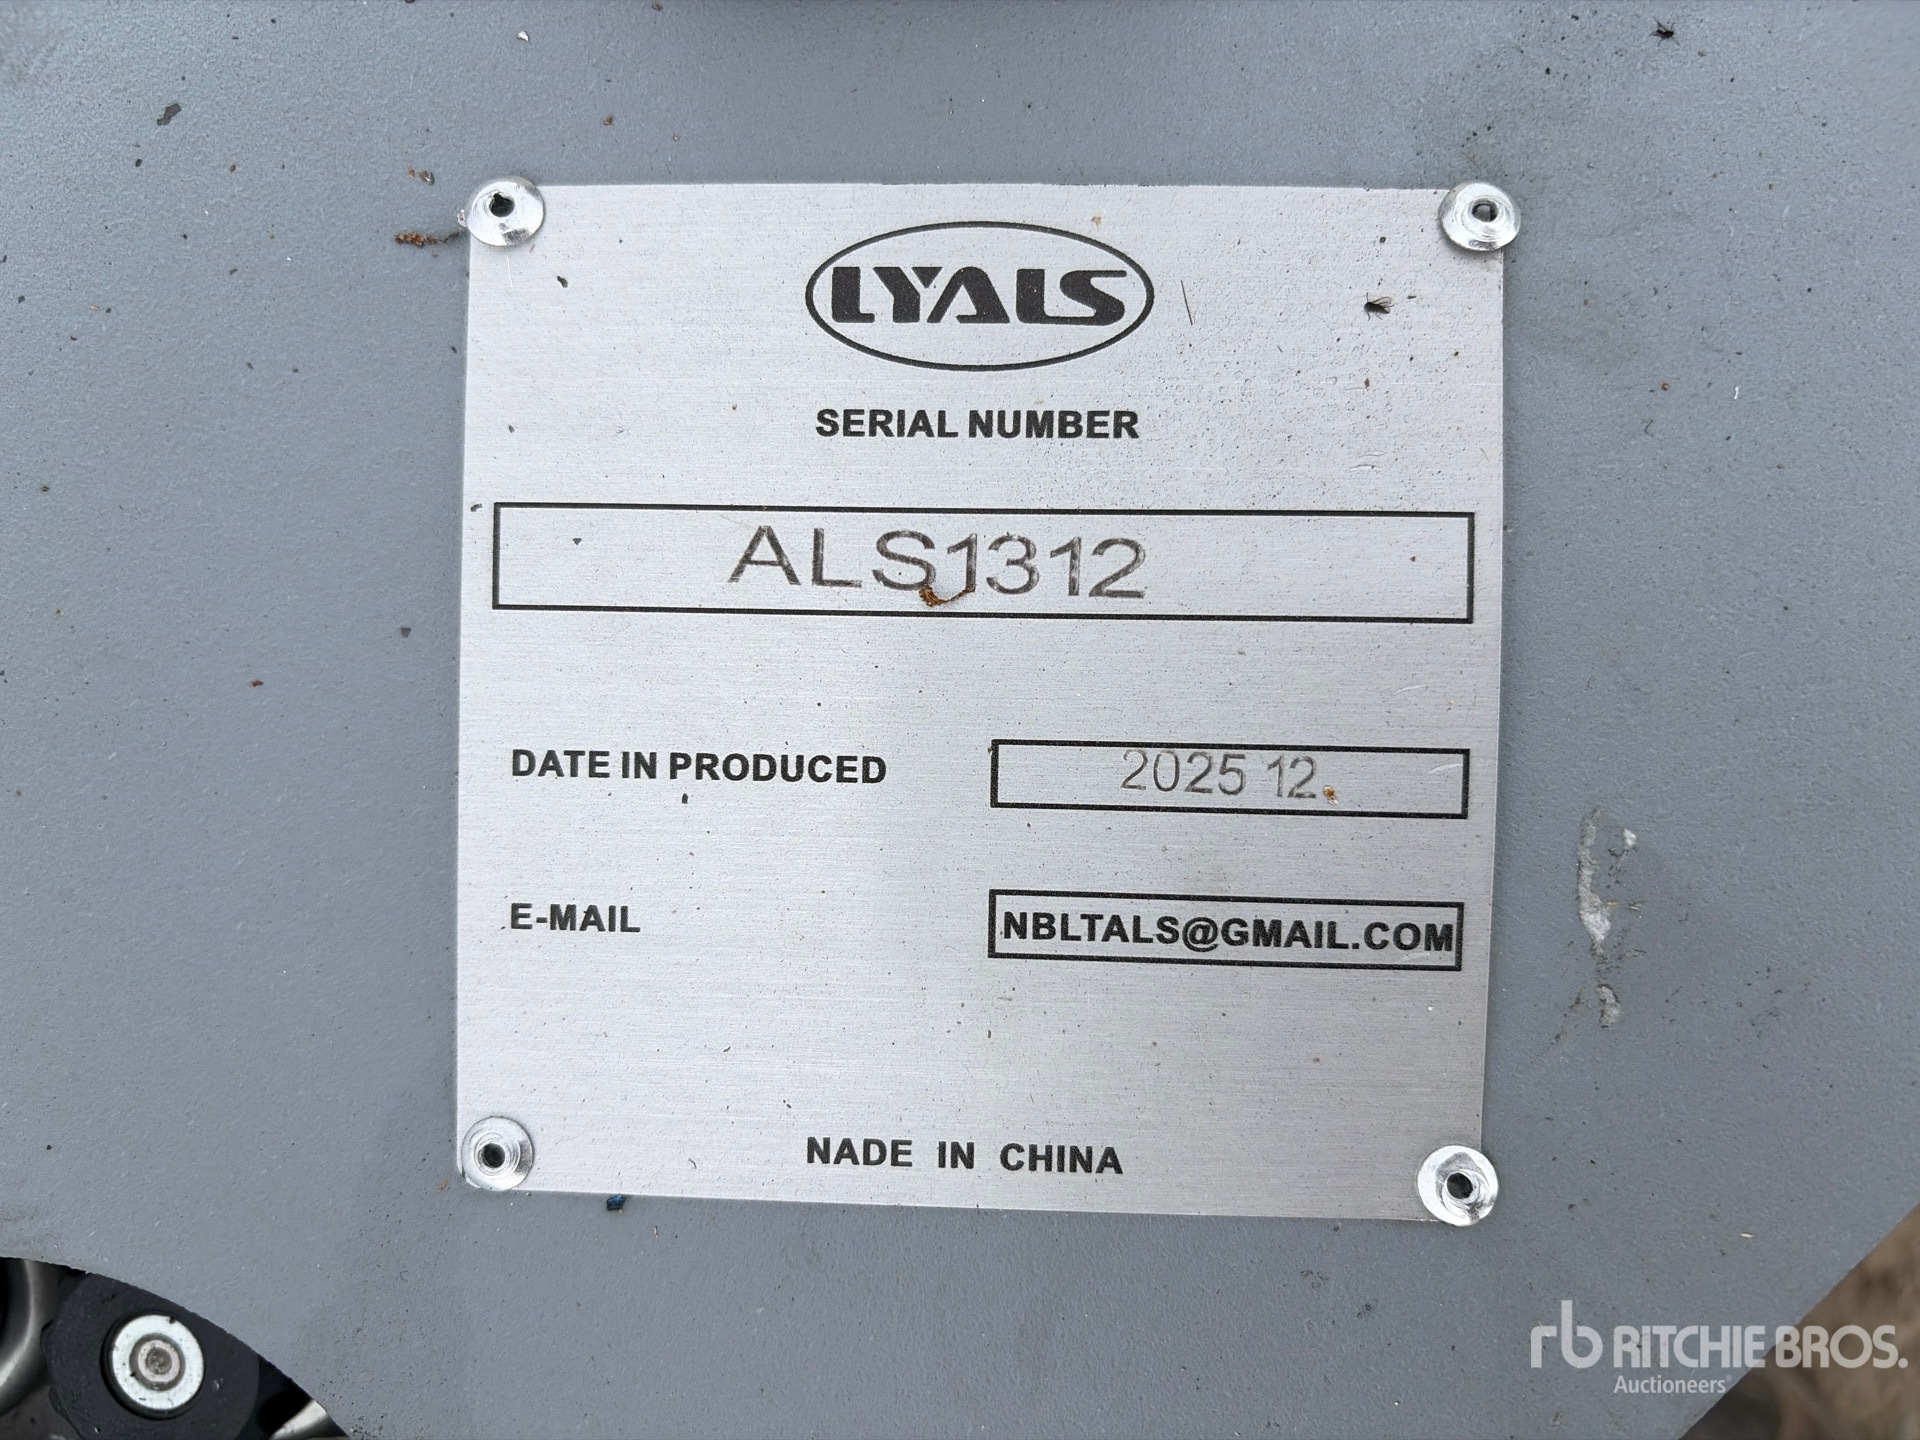 LYALS
SERIAL NUMBER
ALS1312
DATE IN PRODUCED 2025 12
E-MAIL NBLTALS@GMAIL.COM
NADE IN CHINA
rb RITCHIE BROS.
Auctioneers